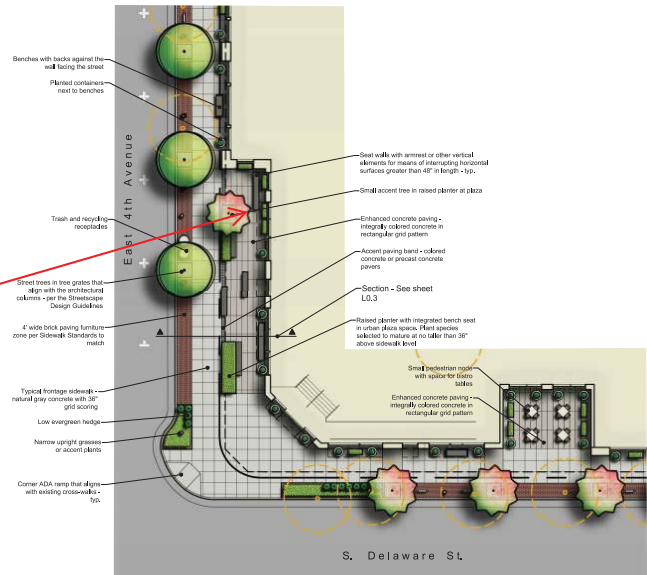 Benches with backs against the
wall facing the street
Planted containers
next to benches
East 4th Avenue
Trash and recycling
receptacles
Street trees in tree grates that
align with the architectural
columns - per the Streetscape
Design Guidelines
4' wide brick paving furniture
zone per Sidewalk Standards to
match
Typical frontage sidewalk -
natural gray concrete with 36"
grid scoring
Low evergreen hedge
Narrow upright grasses
or accent plants
Corner ADA ramp that aligns
with existing cross-walks -
typ.
Seat walls with armrest or other vertical
elements for means of interrupting horizontal
surfaces greater than 48" in length - typ.
Small accent tree in raised planter at plaza
Enhanced concrete paving -
integrally colored concrete in
rectangular grid pattern
Accent paving band - colored
concrete or precast concrete
pavers
Section - See sheet
L0.3
Raised planter with integrated bench seat
in urban plaza space. Plant species
selected to mature at no taller than 36"
above sidewalk level
Small pedestrian node
with space for bistro
tables
Enhanced concrete paving -
integrally colored concrete in
rectangular grid pattern
S. Delaware St.